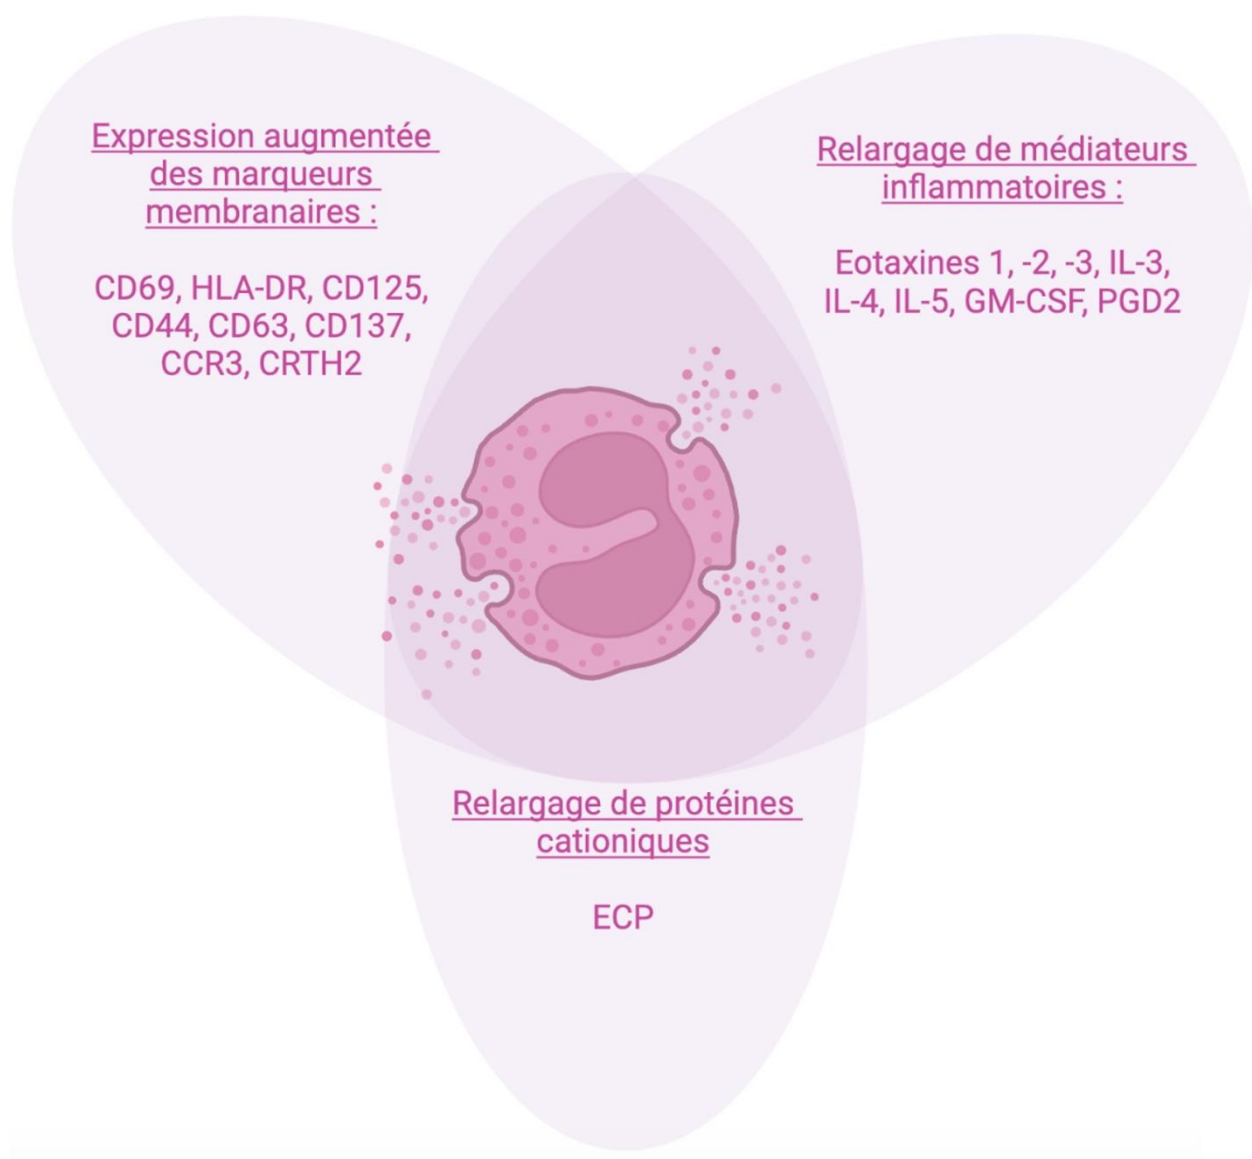 Expression augmentée
des marqueurs
membranaires :
CD69, HLA-DR, CD125,
CD44, CD63, CD137,
CCR3, CRTH2
Relargage de médiateurs
inflammatoires :
Eotaxines 1, -2, -3, IL-3,
IL-4, IL-5, GM-CSF, PGD2
Relargage de protéines
cationiques
ECP